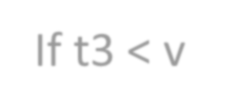 If t3 < v